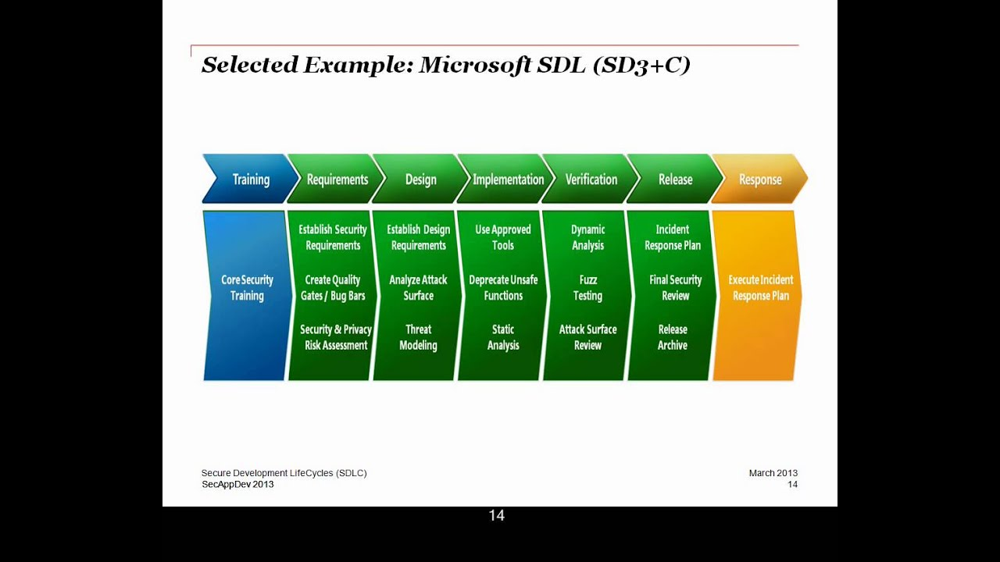 Selected Example: Microsoft SDL (SD3+C)
Training
Requirements
Design
Implementation
Verification
Release
Response
Core Security
Training
Establish Security
Requirements
Create Quality
Gates / Bug Bars
Security & Privacy
Risk Assessment
Establish Design
Requirements
Analyze Attack
Surface
Threat
Modeling
Use Approved
Tools
Deprecate Unsafe
Functions
Static
Analysis
Dynamic
Analysis
Fuzz
Testing
Attack Surface
Review
Incident
Response Plan
Final Security
Review
Release
Archive
Execute Incident
Response Plan
Secure Development LifeCycles (SDLC)
SecAppDev 2013
March 2013
14
14